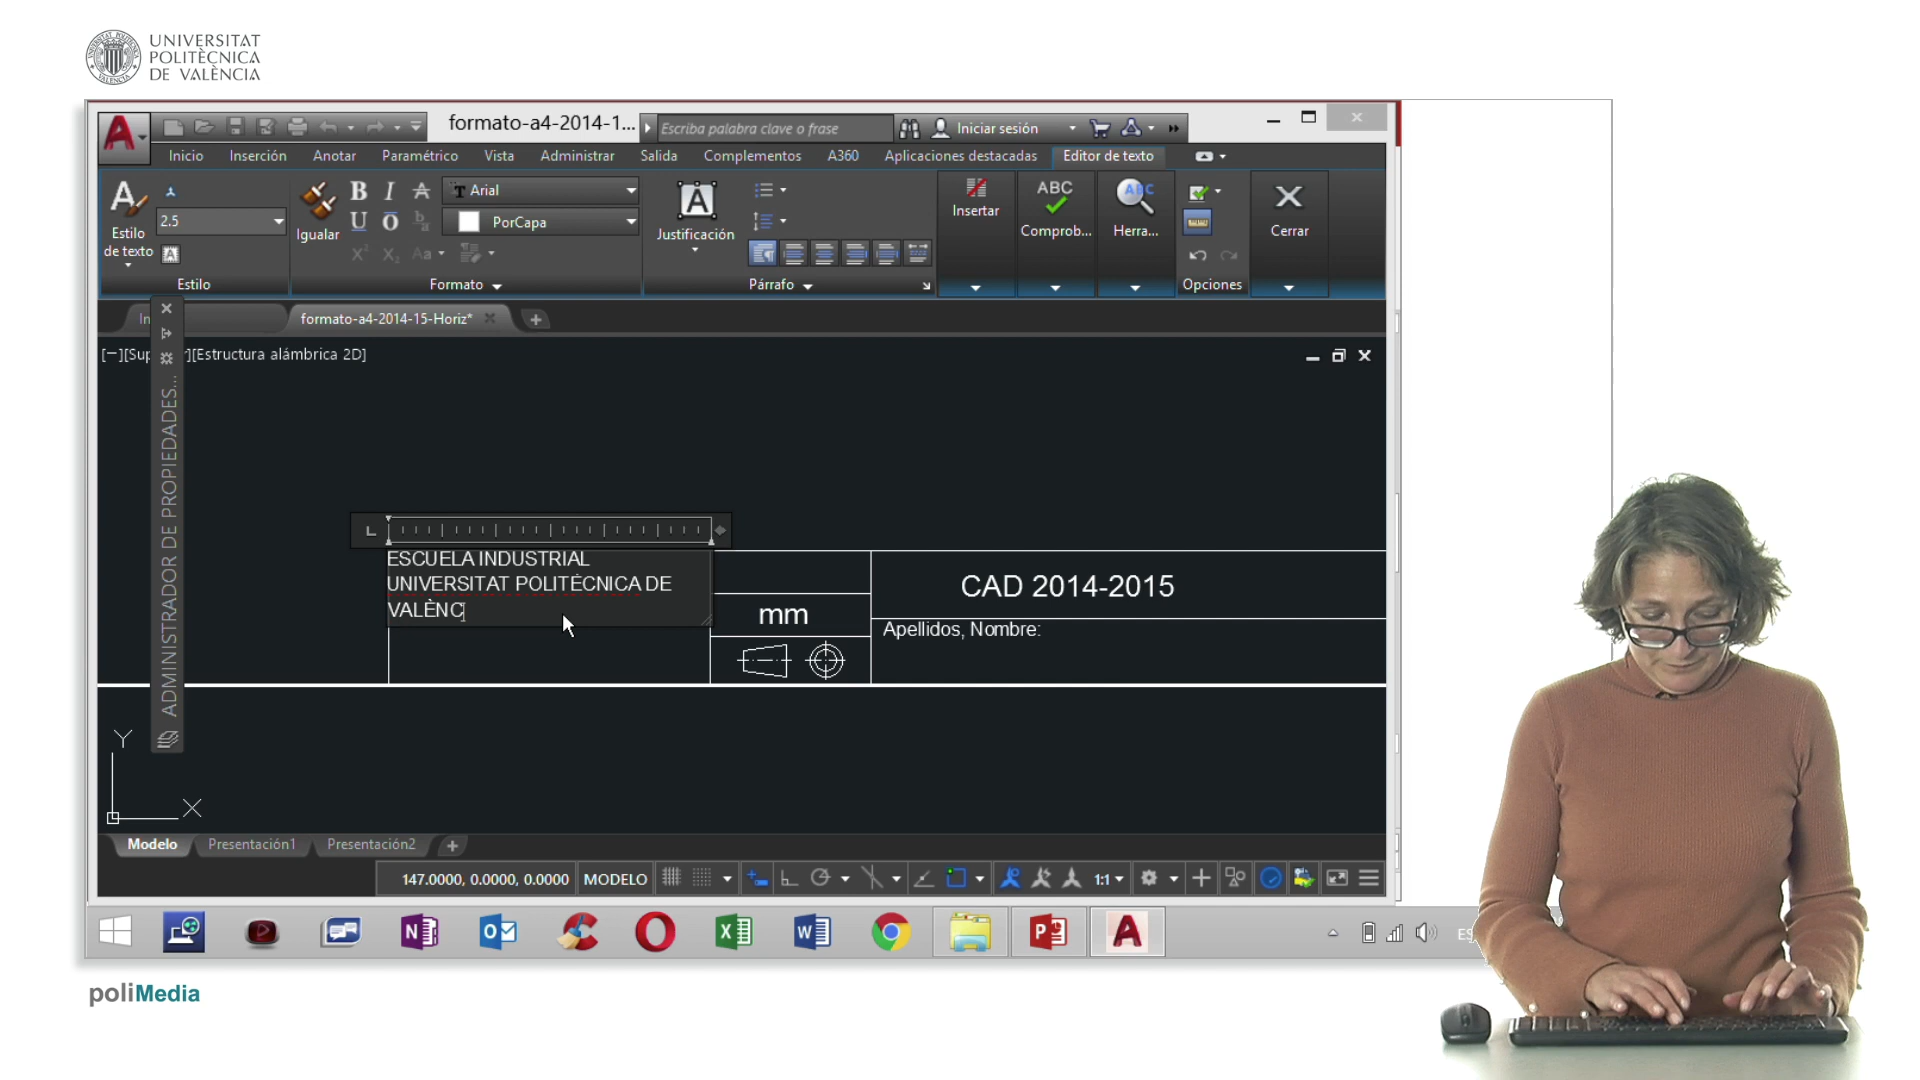 UNIVERSITAT
POLITÈCNICA
DE VALÈNCIA
formato-a4-2014-1...
Escriba palabra clave o frase
Iniciar sesión
Inicio
Inserción
Anotar
Paramétrico
Vista
Administrar
Salida
Complementos
A360
Aplicaciones destacadas
Editor de texto
Estilo
de texto
2.5
Igualar
Arial
PorCapa
Justificación
Insertar
ABC
Comprob...
Herra...
Cerrar
Estilo
Formato
Párrafo
Opciones
In
formato-a4-2014-15-Horiz*
[−][Sup
r][Estructura alámbrica 2D]
ADMINISTRADOR DE PROPIEDADES...
ESCUELA INDUSTRIAL
UNIVERSITAT POLITÉCNICA DE
VALÈNC
mm
CAD 2014-2015
Apellidos, Nombre:
Y
X
Modelo
Presentación1
Presentación2
147.0000, 0.0000, 0.0000
MODELO
1:1
poliMedia